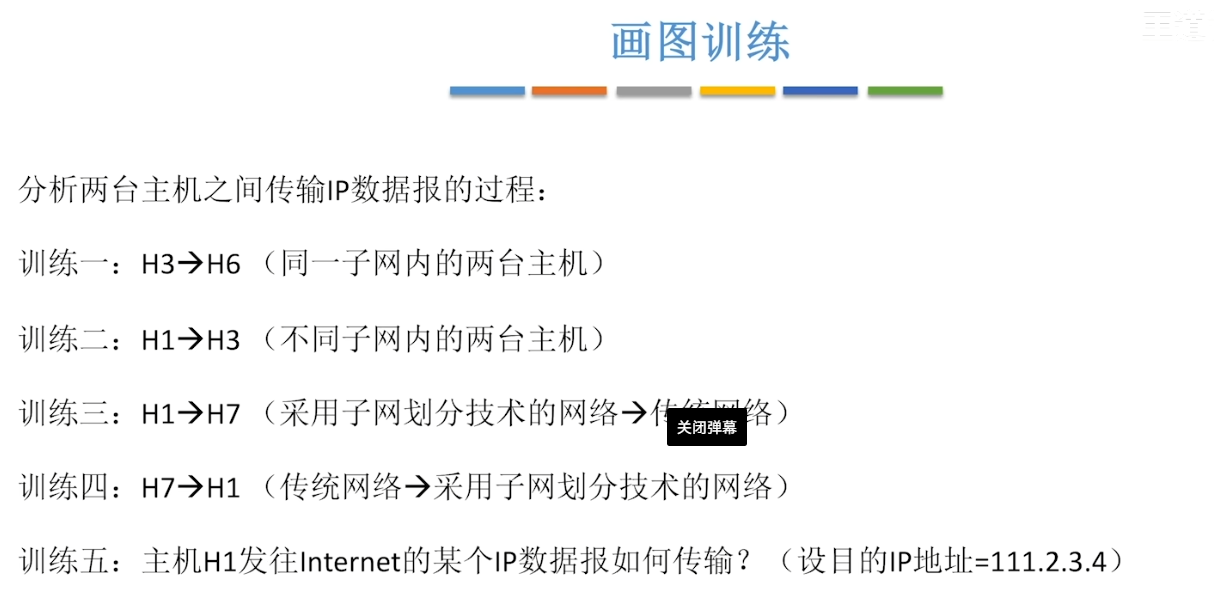 王道
画图训练
分析两台主机之间传输IP数据报的过程：
训练一：H3→H6 （同一子网内的两台主机）
训练二：H1→H3 （不同子网内的两台主机）
训练三：H1→H7 （采用子网划分技术的网络→传统网络）
关闭弹幕
训练四：H7→H1 （传统网络→采用子网划分技术的网络）
训练五：主机H1发往Internet的某个IP数据报如何传输？（设目的IP地址=111.2.3.4）